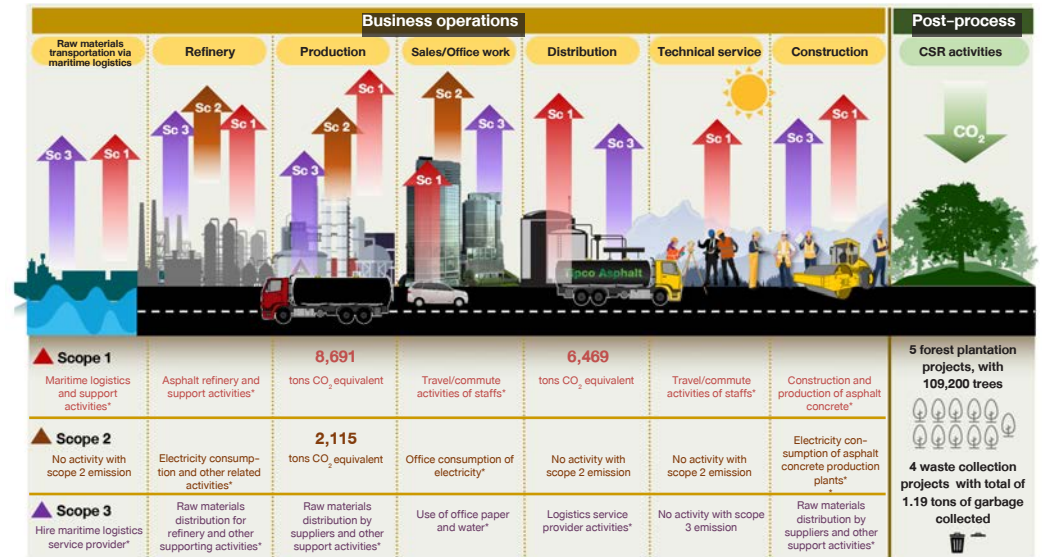 Business operations
Post-process
Raw materials
transportation via
maritime logistics
Refinery
Production
Sales/Office work
Distribution
Technical service
Construction
CSR activities
Sc 3
Sc 1
Sc 3
Sc 2
Sc 1
Sc 3
Sc 2
Sc 1
Sc 1
Sc 2
Sc 3
Sc 1
Sc 3
Sc 1
Sc 3
Sc 1
CO2
Tipco Asphalt
Scope 1
Maritime logistics
and support
activities*
Asphalt refinery and
support activities*
8,691
tons CO2 equivalent
Travel/commute
activities of staffs*
6,469
tons CO2 equivalent
Travel/commute
activities of staffs*
Construction and
production of asphalt
concrete*
Scope 2
No activity with
scope 2 emission
Electricity consump-
tion and other related
activities*
2,115
tons CO2 equivalent
Office consumption of
electricity*
No activity with
scope 2 emission
No activity with
scope 2 emission
Electricity con-
sumption of asphalt
concrete production
plants*
*
Scope 3
Hire maritime logistics
service provider*
Raw materials
distribution for
refinery and other
supporting activities*
Raw materials
distribution by
suppliers and other
support activities*
Use of office paper
and water*
Logistics service
provider activities*
No activity with scope
3 emission
Raw materials
distribution by
suppliers and other
support activities*
5 forest plantation
projects, with
109,200 trees
4 waste collection
projects with total of
1.19 tons of garbage
collected